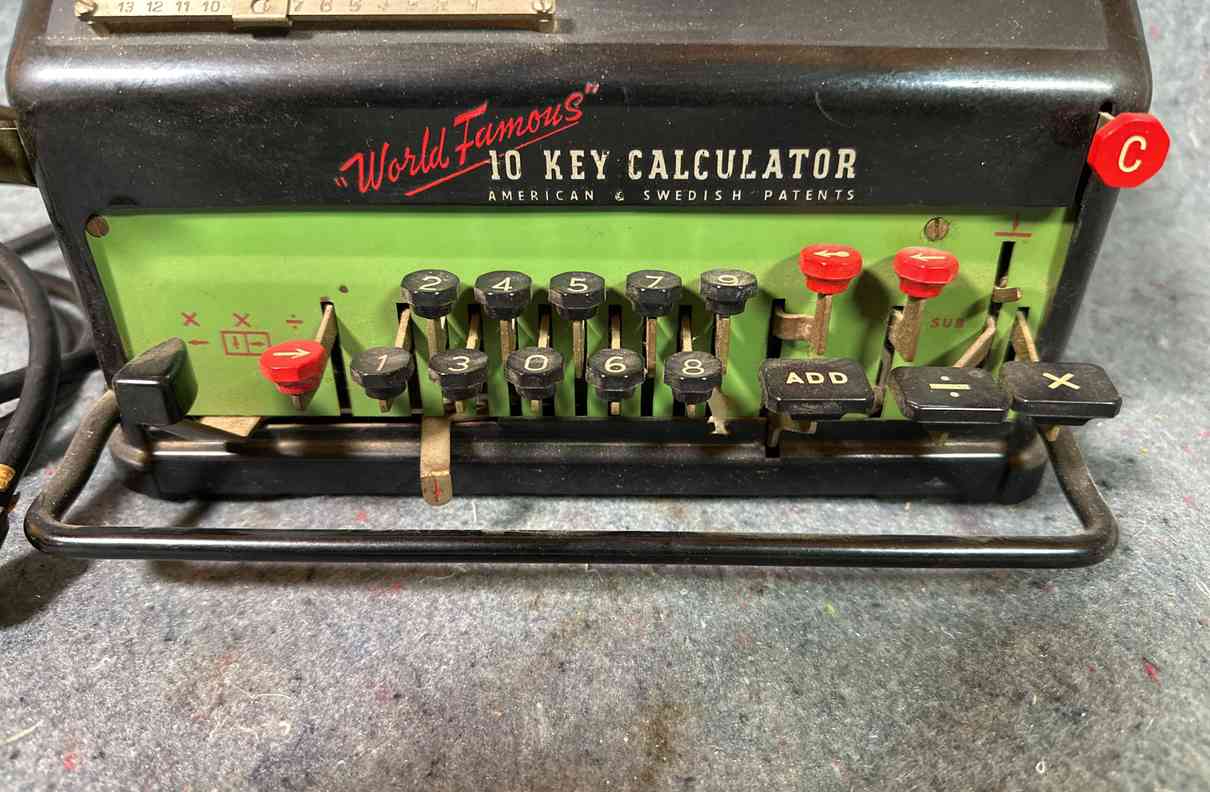 13 12 11 10
"World Famous"
10 KEY CALCULATOR
AMERICAN & SWEDISH PATENTS
C
2 4 5 7 9 ← ←
× × ÷
SUB
← → 1 3 0 6 8 ADD ÷ ×
↓